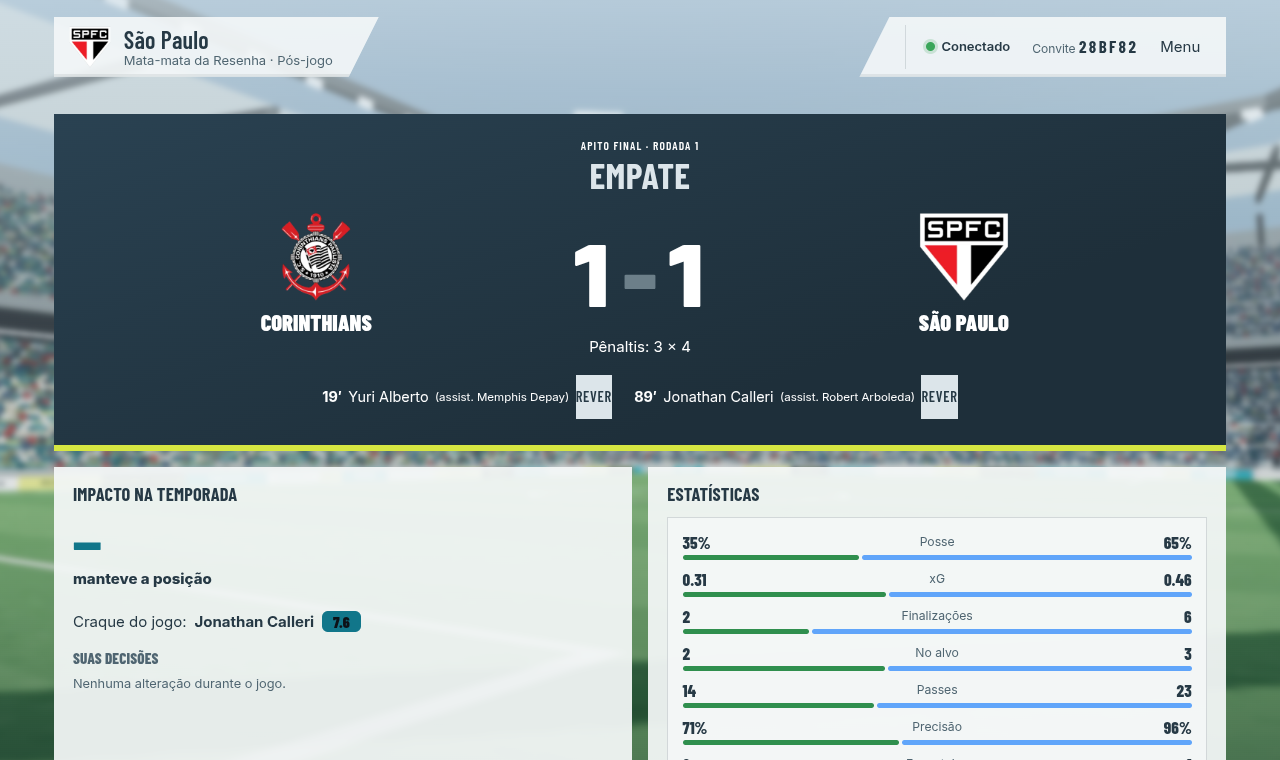 SPFC
São Paulo
Mata-mata da Resenha · Pós-jogo
Conectado
Convite 28BF82
Menu
APITO FINAL · RODADA 1
EMPATE
SPFC
1 - 1
CORINTHIANS
SÃO PAULO
Pênaltis: 3 × 4
19' Yuri Alberto (assist. Memphis Depay) REVER
89' Jonathan Calleri (assist. Robert Arboleda) REVER
IMPACTO NA TEMPORADA
—
manteve a posição
Craque do jogo: Jonathan Calleri 7.6
SUAS DECISÕES
Nenhuma alteração durante o jogo.
ESTATÍSTICAS
35% Posse 65%
0.31 xG 0.46
2 Finalizações 6
2 No alvo 3
14 Passes 23
71% Precisão 96%